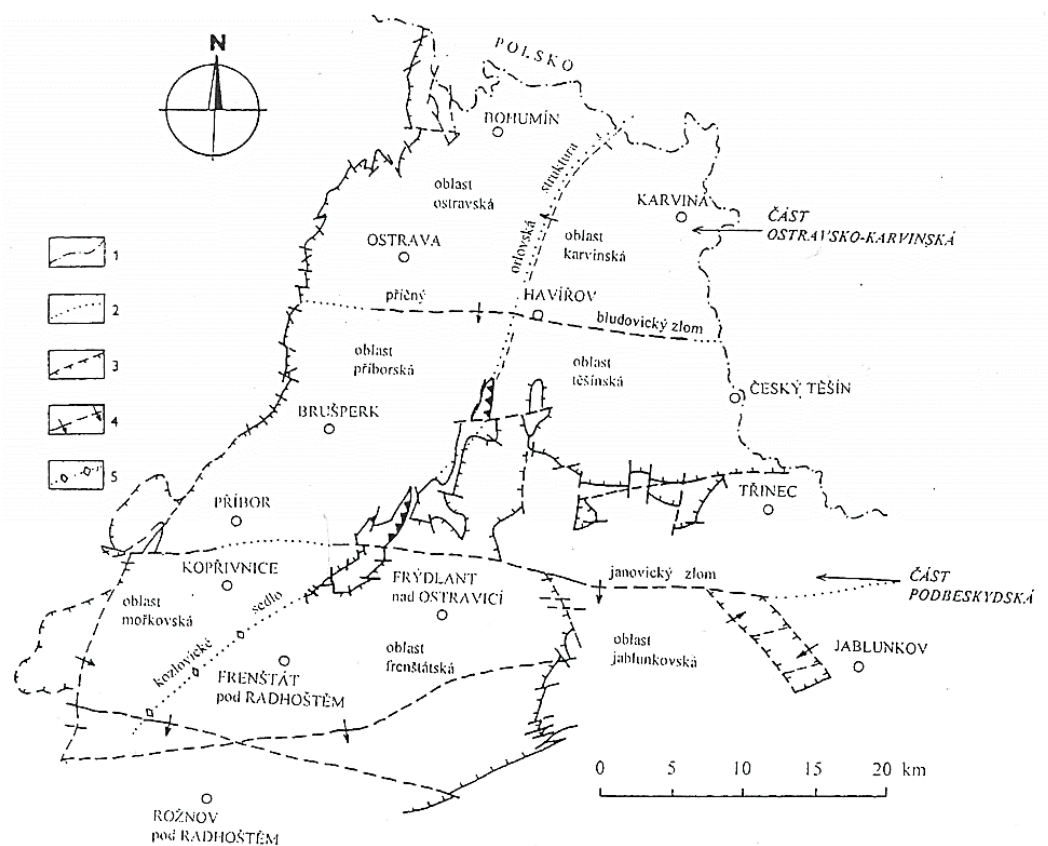 N
POLSKO
BOHUMÍN
oblast
ostravská
orlovská
struktura
KARVINÁ
ČÁST
OSTRAVSKO-KARVINSKÁ
OSTRAVA
oblast
karvinská
1
2
3
4
5
příčný
HAVÍŘOV
bludovický zlom
oblast
příborská
oblast
těšínská
ČESKÝ TĚŠÍN
BRUŠPERK
TŘINEC
PŘÍBOR
KOPŘIVNICE
FRÝDLANT
nad OSTRAVICÍ
janovický zlom
ČÁST
PODBESKYDSKÁ
oblast
mořkovská
kozlovické
sedlo
oblast
frenštátská
oblast
jablunkovská
JABLUNKOV
FRENŠTÁT
pod RADHOŠTĚM
0 5 10 15 20 km
ROŽNOV
pod RADHOŠTĚM